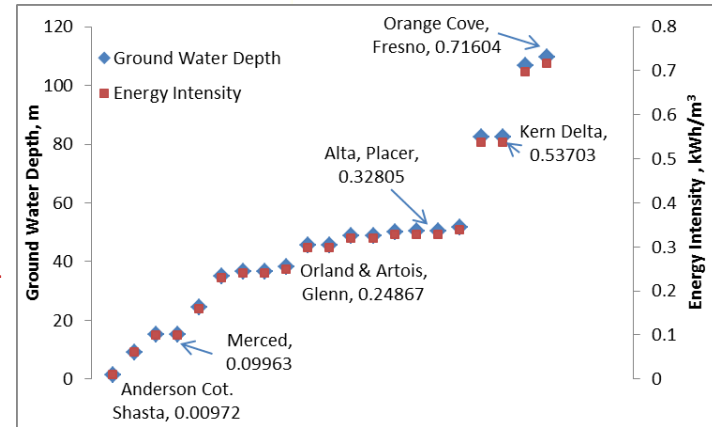 Ground Water Depth, m
120
100
80
60
40
20
0
Ground Water Depth
Energy Intensity
Orange Cove,
Fresno, 0.71604
Kern Delta,
0.53703
Alta, Placer,
0.32805
Orland & Artois,
Glenn, 0.24867
Merced,
0.09963
Anderson Cot.
Shasta, 0.00972
0.8
0.7
0.6
0.5
0.4
0.3
0.2
0.1
0
Energy Intensity , kWh/m³